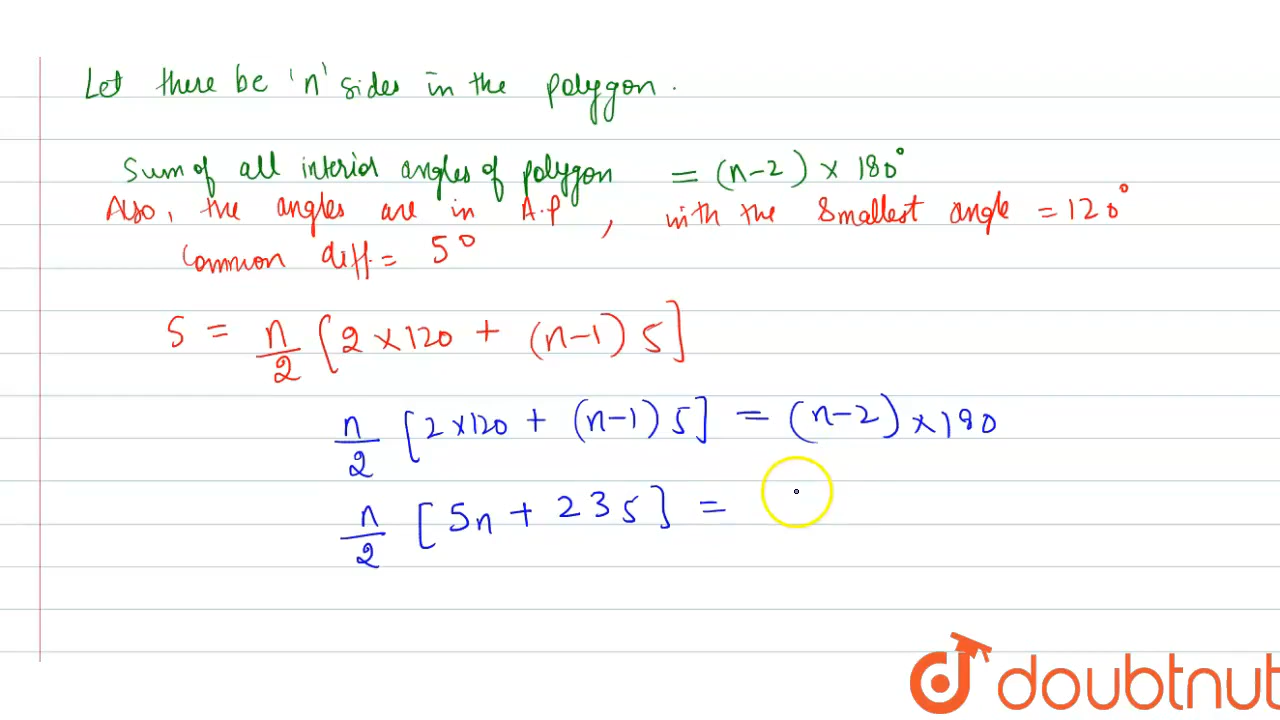 Let there be 'n' sides in the polygon.
Sum of all interior angles of polygon = (n-2) × 180°
Also, the angles are in A.P, with the smallest angle = 120°
Common diff. = 5°
S = n/2 [2×120 + (n-1) 5]
n/2 [2×120 + (n-1) 5] = (n-2) × 180
n/2 [5n + 235] =
doubtnut